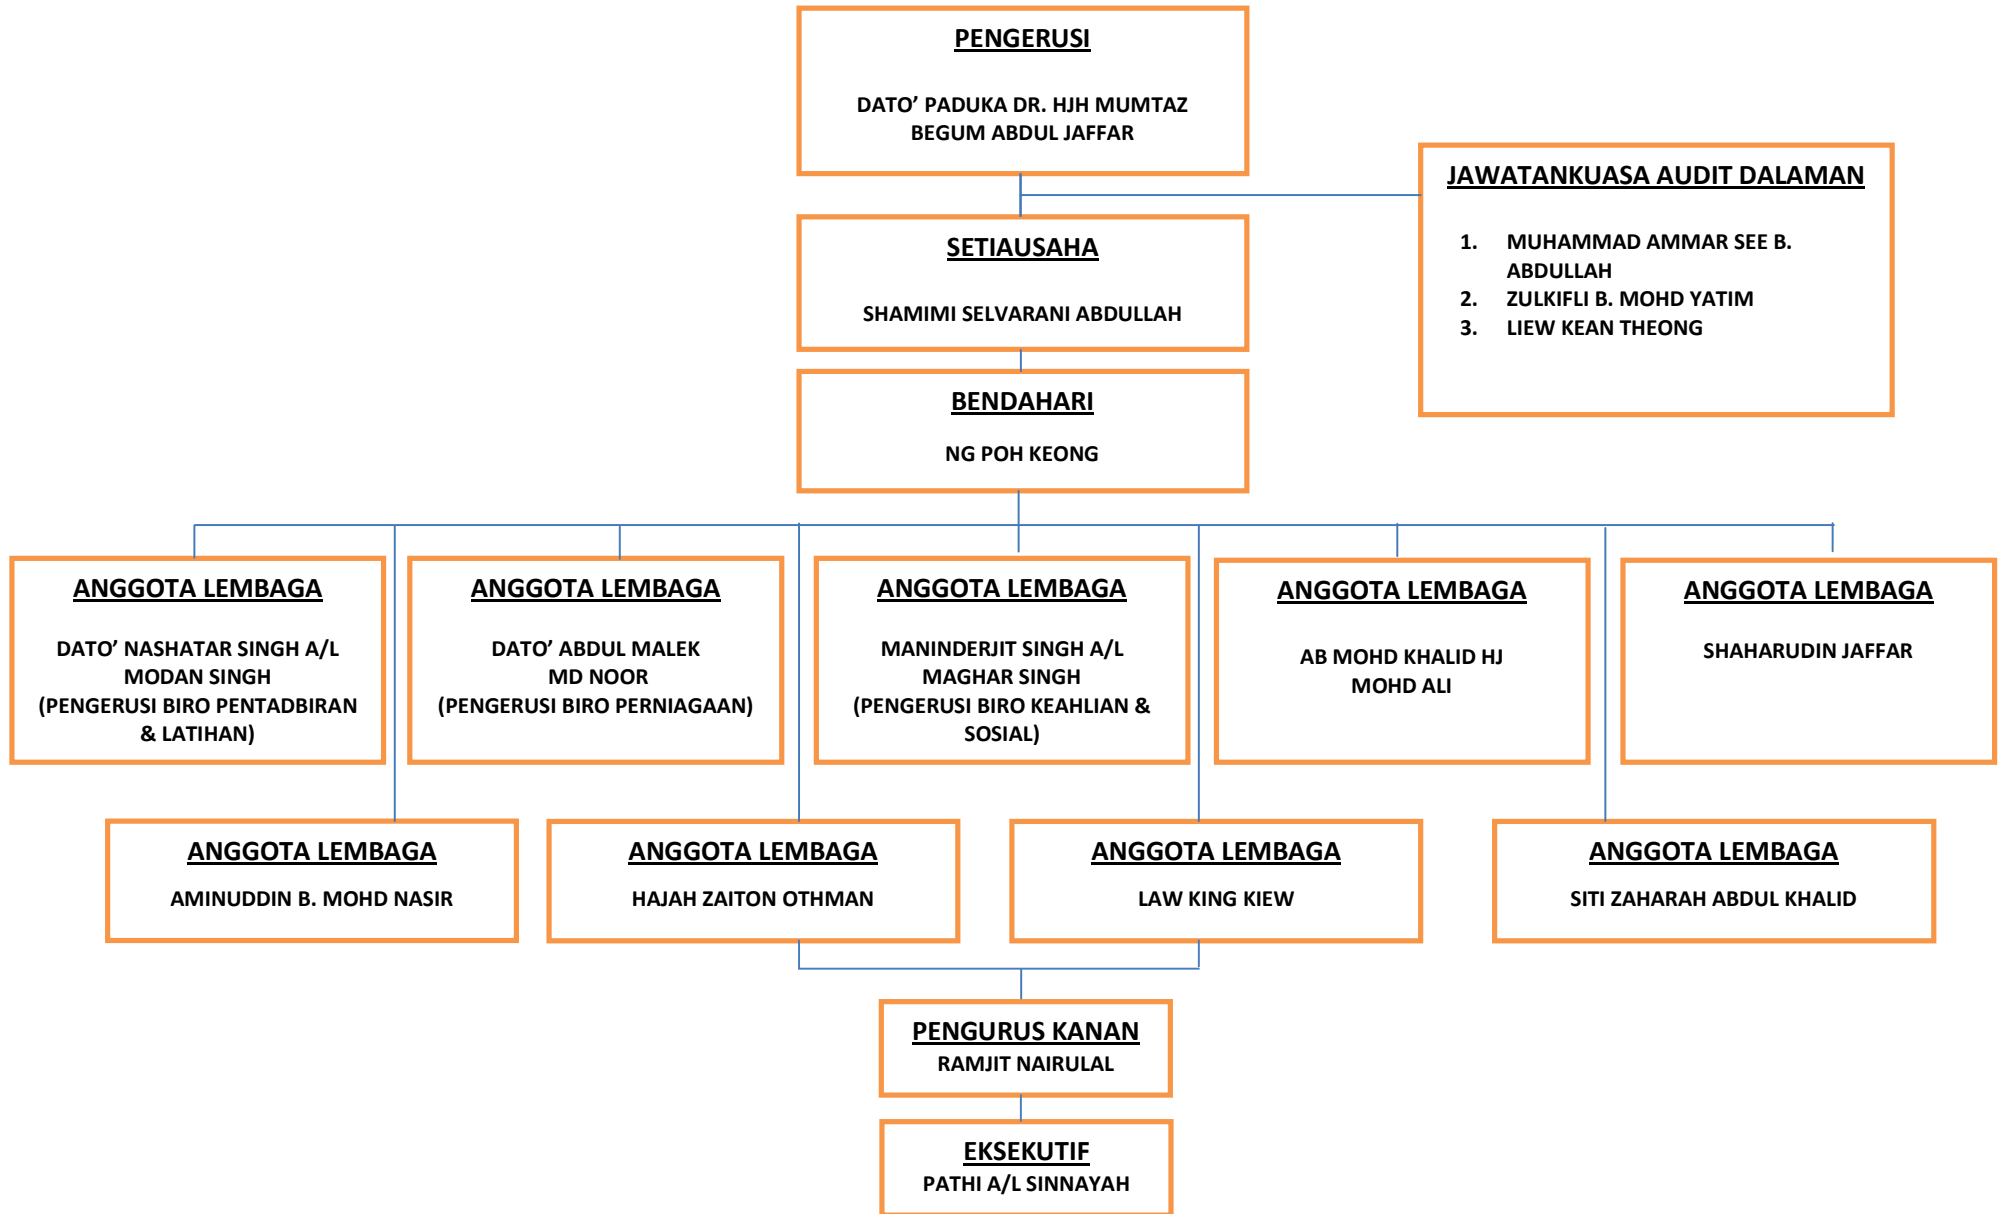 PENGERUSI
DATO’ PADUKA DR. HJH MUMTAZ
BEGUM ABDUL JAFFAR
JAWATANKUASA AUDIT DALAMAN
1. MUHAMMAD AMMAR SEE B.
ABDULLAH
2. ZULKIFLI B. MOHD YATIM
3. LIEW KEAN THEONG
SETIAUSAHA
SHAMIMI SELVARANI ABDULLAH
BENDAHARI
NG POH KEONG
ANGGOTA LEMBAGA
DATO’ NASHATAR SINGH A/L
MODAN SINGH
(PENGERUSI BIRO PENTADBIRAN
& LATIHAN)
ANGGOTA LEMBAGA
DATO’ ABDUL MALEK
MD NOOR
(PENGERUSI BIRO PERNIAGAAN)
ANGGOTA LEMBAGA
MANINDERJIT SINGH A/L
MAGHAR SINGH
(PENGERUSI BIRO KEAHLIAN &
SOSIAL)
ANGGOTA LEMBAGA
AB MOHD KHALID HJ
MOHD ALI
ANGGOTA LEMBAGA
SHAHARUDIN JAFFAR
ANGGOTA LEMBAGA
AMINUDDIN B. MOHD NASIR
ANGGOTA LEMBAGA
HAJAH ZAITON OTHMAN
ANGGOTA LEMBAGA
LAW KING KIEW
ANGGOTA LEMBAGA
SITI ZAHARAH ABDUL KHALID
PENGURUS KANAN
RAMJIT NAIRULAL
EKSEKUTIF
PATHI A/L SINNAYAH